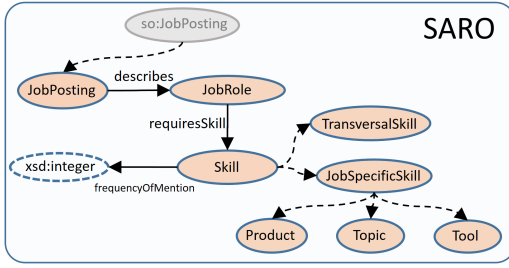 so:JobPosting
SARO
describes
JobPosting
JobRole
requiresSkill
TransversalSkill
xsd:integer
Skill
JobSpecificSkill
frequencyOfMention
Product
Topic
Tool